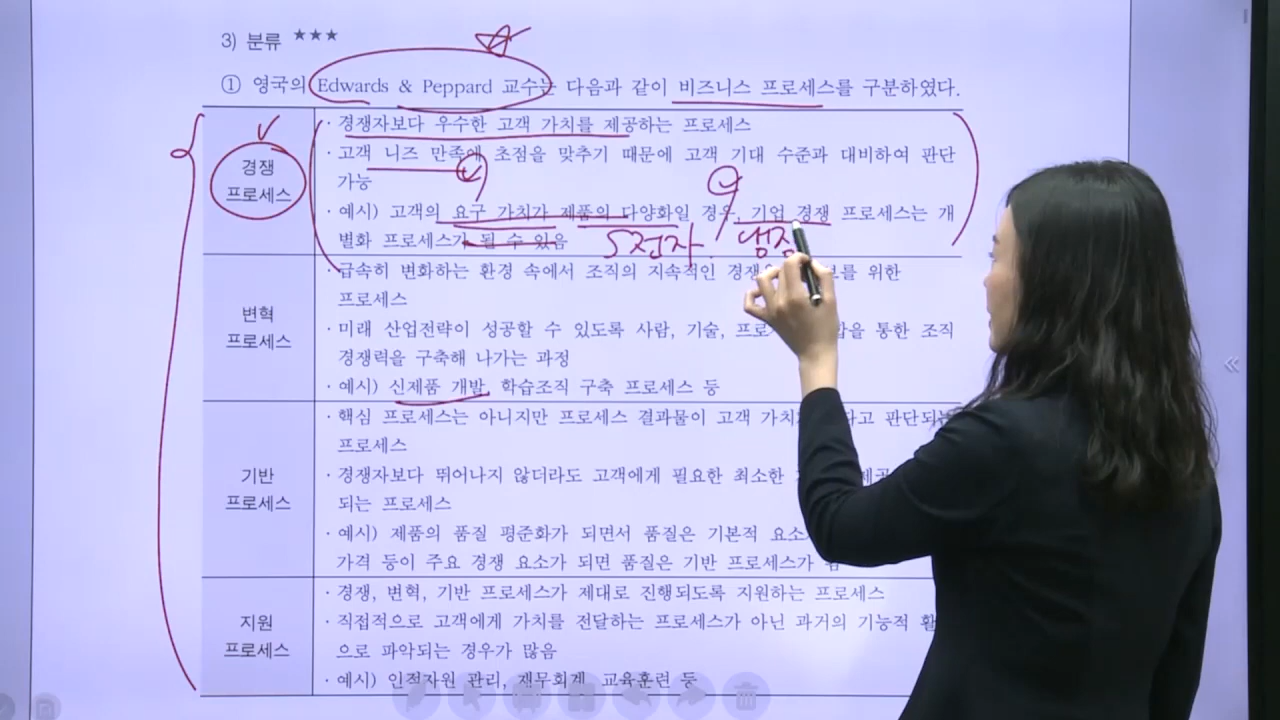 3) 분류 ★★★
① 영국의 Edwards & Peppard 교수는 다음과 같이 비즈니스 프로세스를 구분하였다.
경쟁
프로세스
· 경쟁자보다 우수한 고객 가치를 제공하는 프로세스
· 고객 니즈 만족에 초점을 맞추기 때문에 고객 기대 수준과 대비하여 판단
가능
· 예시) 고객의 요구 가치가 제품의 다양화일 경우, 기업 경쟁 프로세스는 개
별화 프로세스가 될 수 있음
S전자
변혁
프로세스
· 급속히 변화하는 환경 속에서 조직의 지속적인 위한
프로세스
· 미래 산업전략이 성공할 수 있도록 사람, 기술, 통한 조직
경쟁력을 구축해 나가는 과정
· 예시) 신제품 개발, 학습조직 구축 프로세스 등
기반
프로세스
· 핵심 프로세스는 아니지만 프로세스 결과물이 고객 판단되는
프로세스
· 경쟁자보다 뛰어나지 않더라도 고객에게 필요한 최소한
되는 프로세스
· 예시) 제품의 품질 평준화가 되면서 품질은 기본적
가격 등이 주요 경쟁 요소가 되면 품질은 기반 프로세스가 됨
지원
프로세스
· 경쟁, 변혁, 기반 프로세스가 제대로 진행되도록 지원하는 프로세스
· 직접적으로 고객에게 가치를 전달하는 프로세스가 아닌 과거의 기능적
으로 파악되는 경우가 많음
· 예시) 인적자원 관리, 재무회계, 교육훈련 등